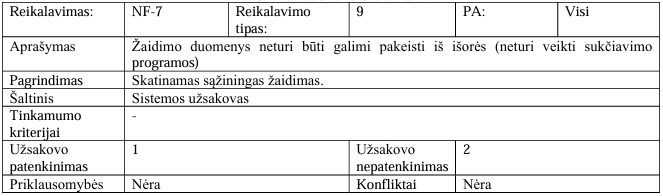 Reikalavimas: NF-7 Reikalavimo tipas: 9 PA: Visi
Aprašymas Žaidimo duomenys neturi būti galimi pakeisti iš išorės (neturi veikti sukčiavimo
programos)
Pagrindimas Skatinamas sąžiningas žaidimas.
Šaltinis Sistemos užsakovas
Tinkamumo kriterijai -
Užsakovo patenkinimas 1 Užsakovo nepatenkinimas 2
Priklausomybės Nėra Konfliktai Nėra